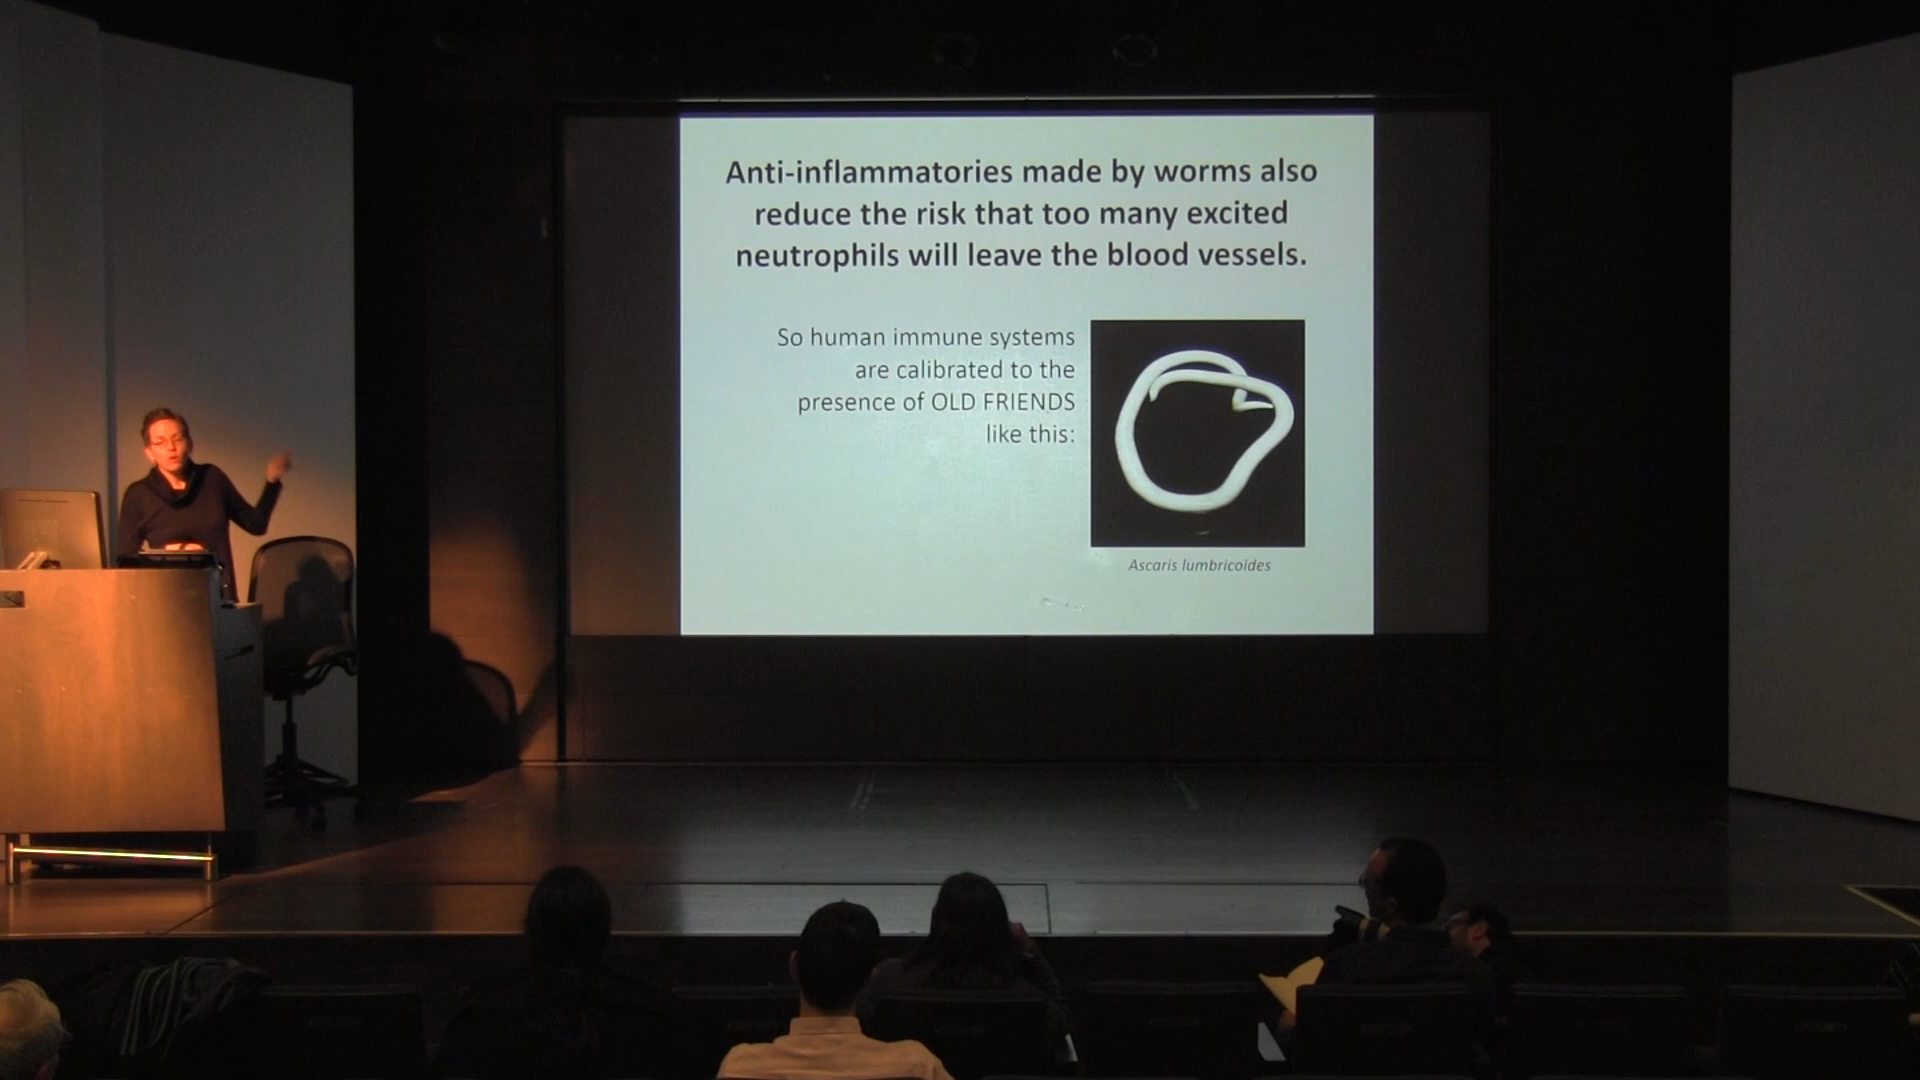 Anti-inflammatories made by worms also
reduce the risk that too many excited
neutrophils will leave the blood vessels.
So human immune systems
are calibrated to the
presence of OLD FRIENDS
like this:
Ascaris lumbricoides